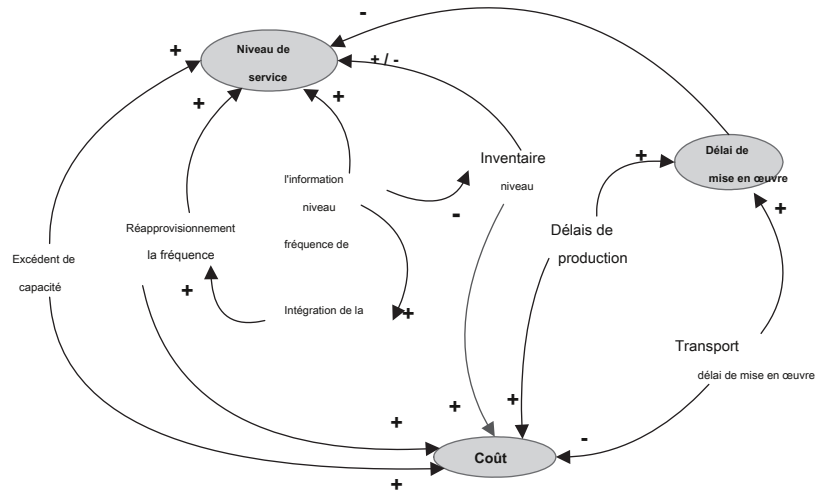 -
+
Niveau de
service
+ / -
+
+
Délai de
mise en œuvre
+
+
Inventaire
niveau
-
l'information
niveau
fréquence de
Intégration de la
+
Réapprovisionnement
la fréquence
+
Excédent de
capacité
Délais de
production
Transport
délai de mise en œuvre
+
+
+
-
Coût
+